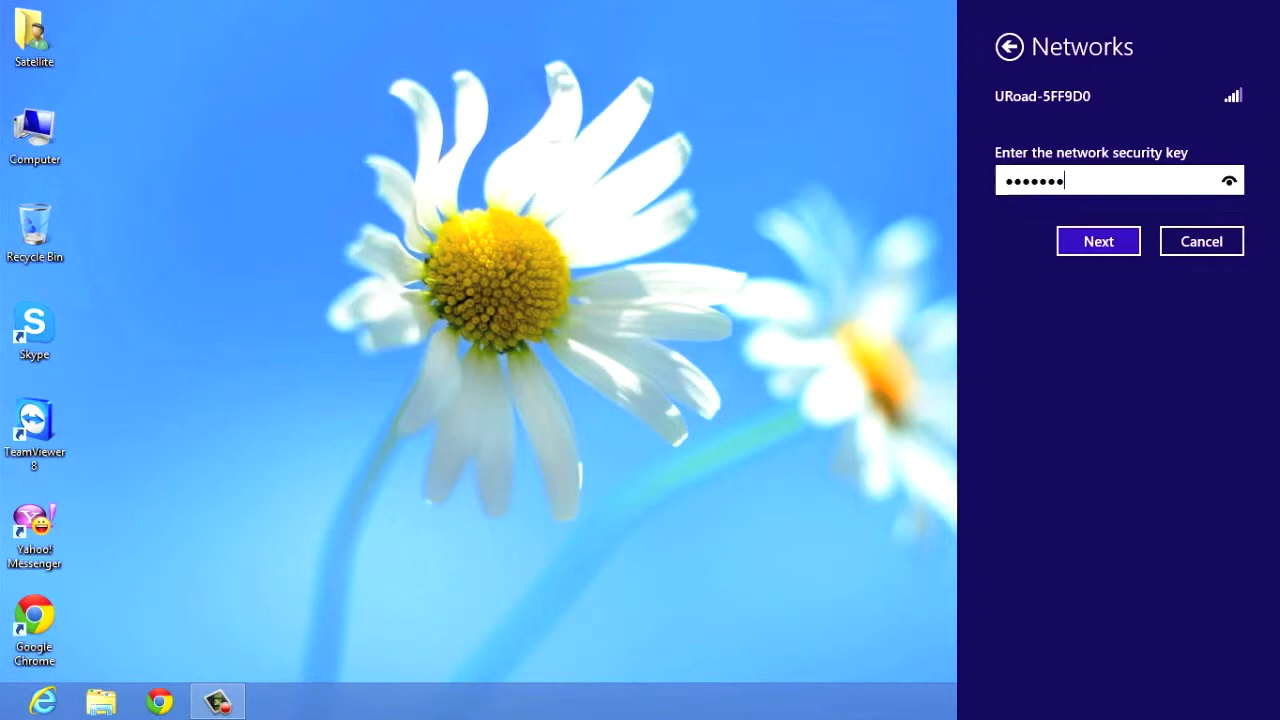 Satellite
Computer
Recycle Bin
Skype
TeamViewer
8
Yahoo!
Messenger
Google
Chrome
Networks
URoad-5FF9D0
Enter the network security key
•••••••
Next
Cancel